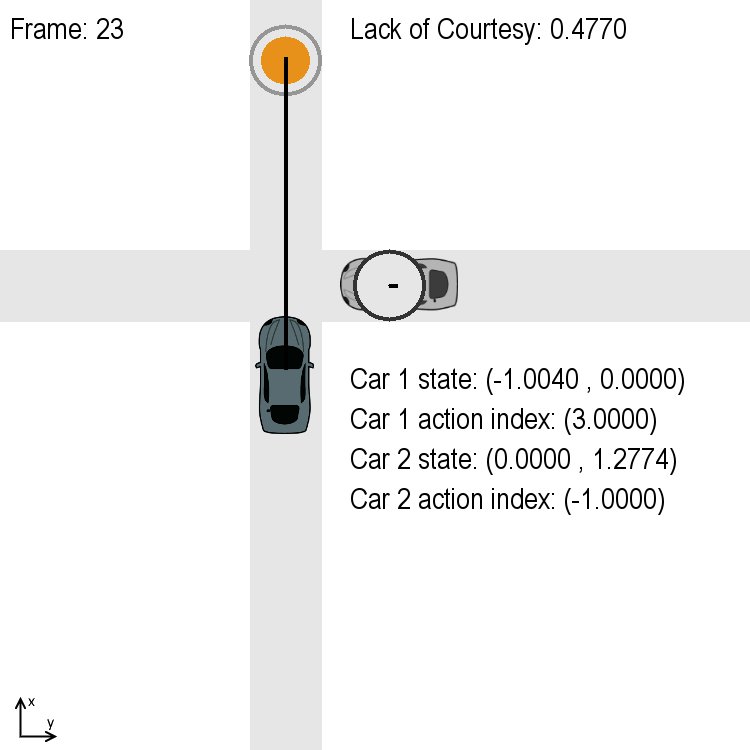 Frame: 23
Lack of Courtesy: 0.4770
Car 1 state: (-1.0040 , 0.0000)
Car 1 action index: (3.0000)
Car 2 state: (0.0000 , 1.2774)
Car 2 action index: (-1.0000)
x
y